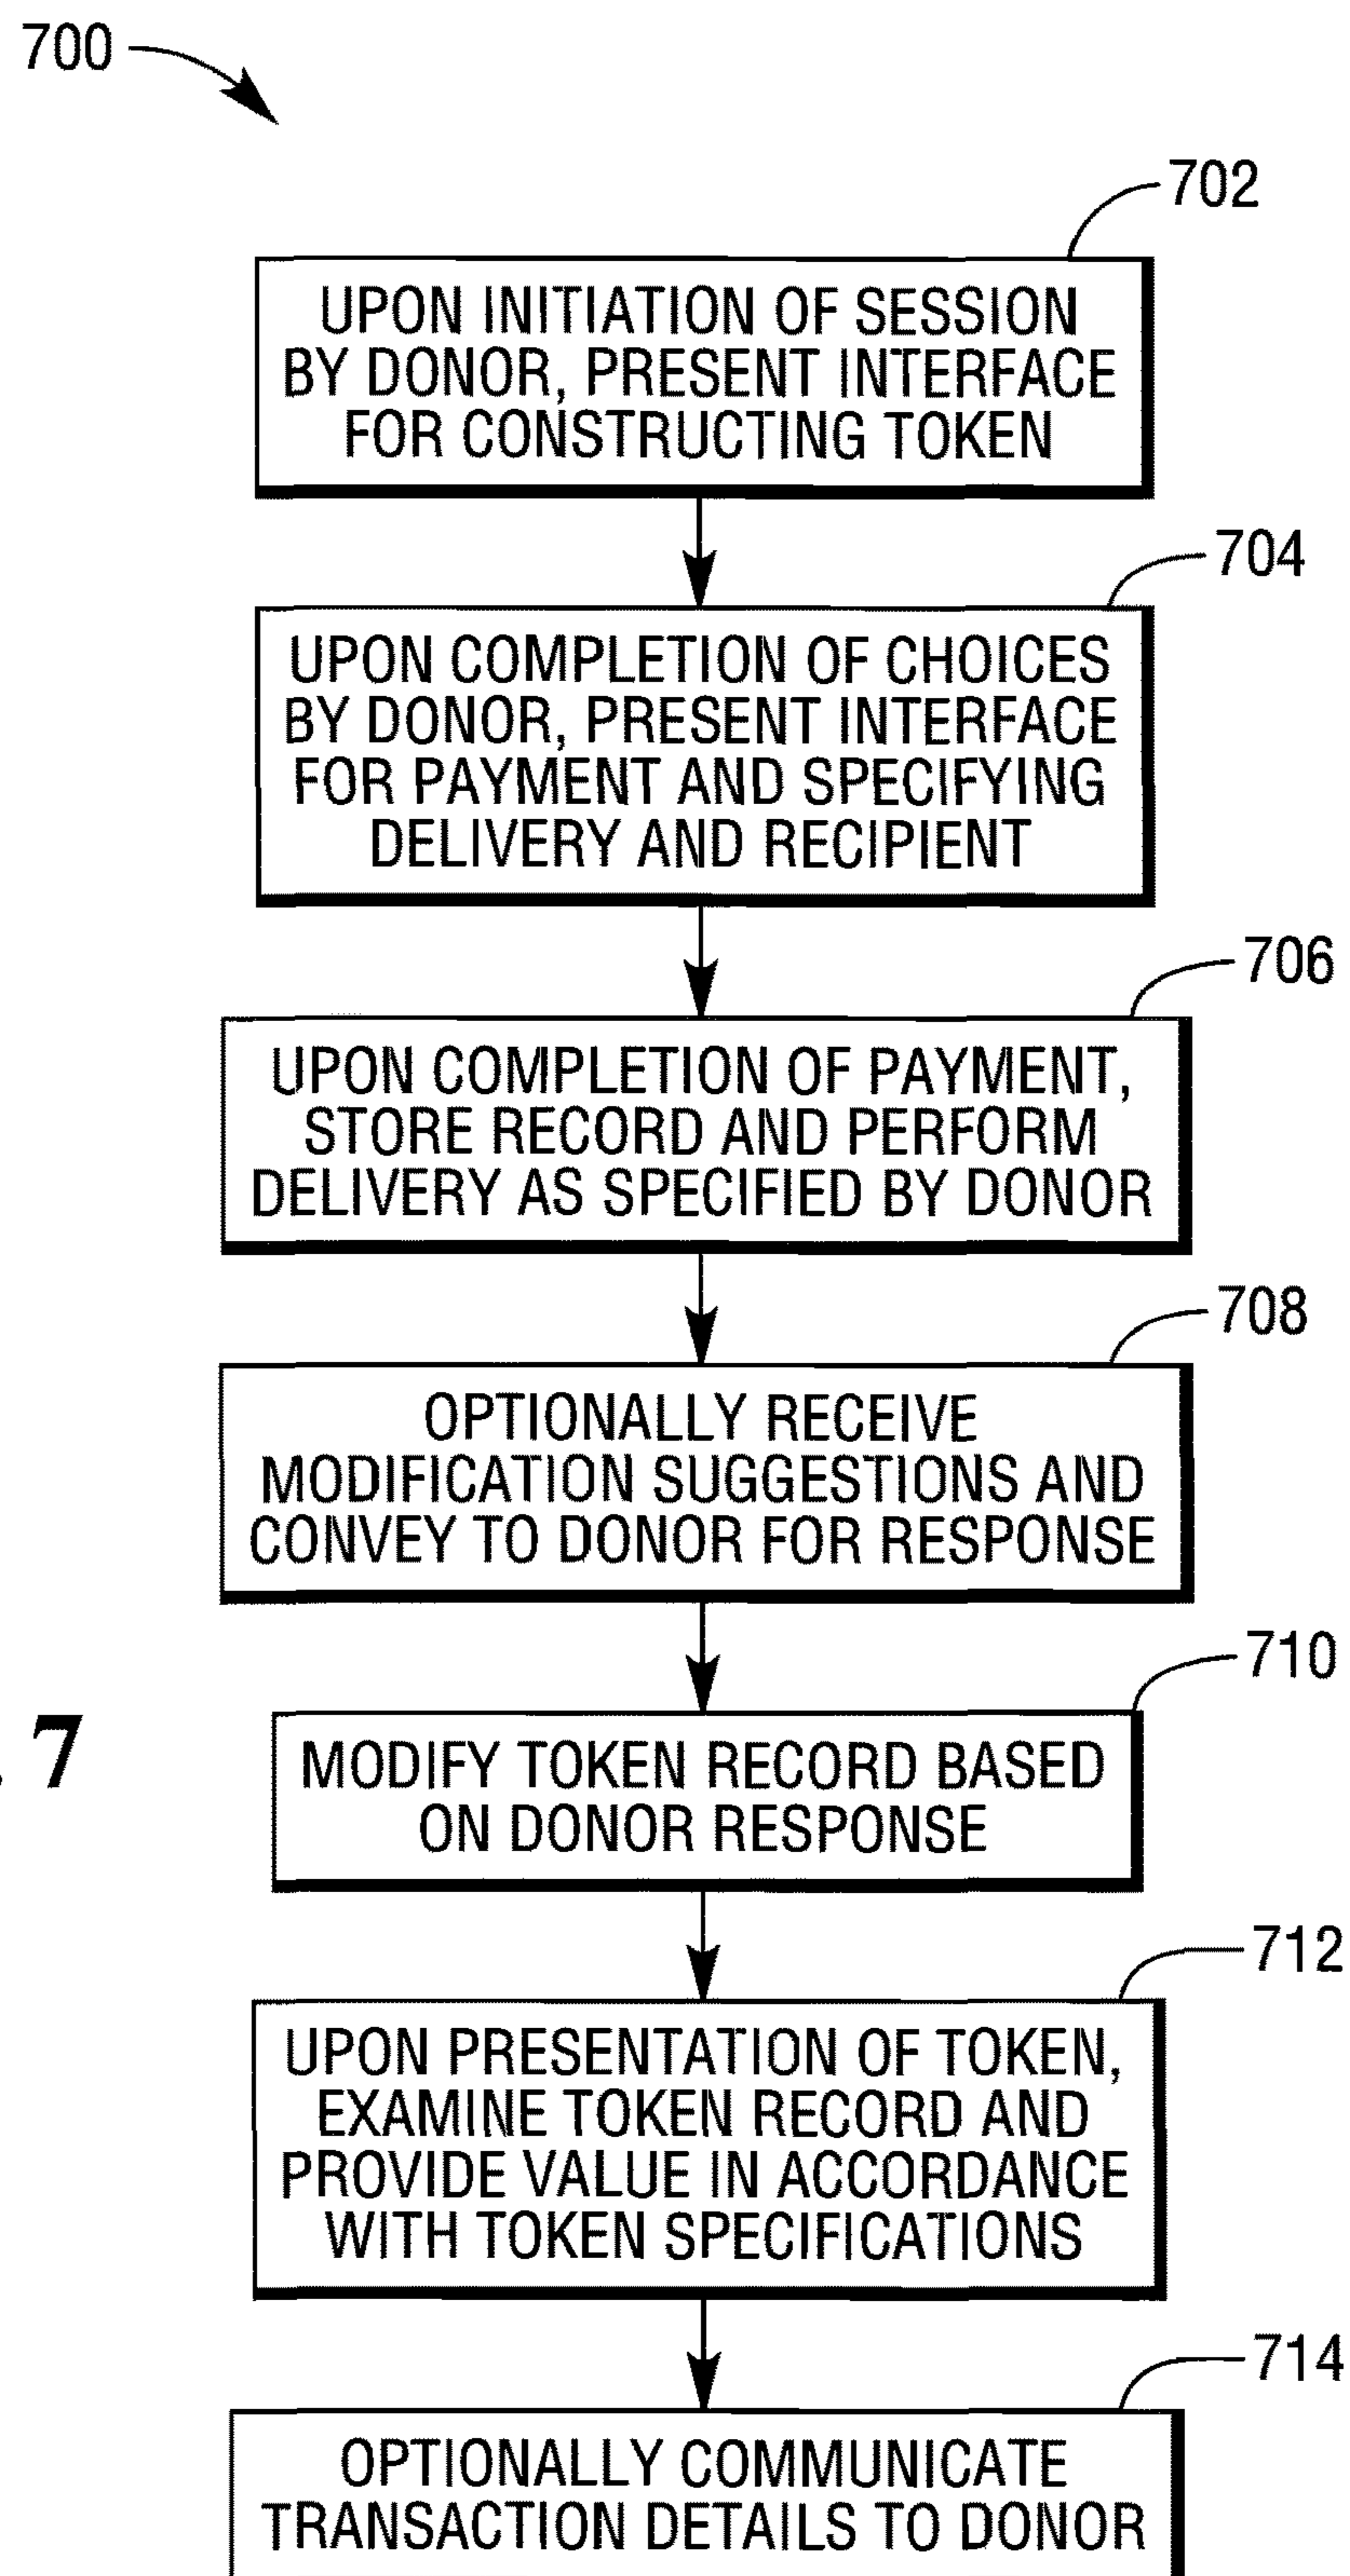 700
702
UPON INITIATION OF SESSION
BY DONOR, PRESENT INTERFACE
FOR CONSTRUCTING TOKEN
704
UPON COMPLETION OF CHOICES
BY DONOR, PRESENT INTERFACE
FOR PAYMENT AND SPECIFYING
DELIVERY AND RECIPIENT
706
UPON COMPLETION OF PAYMENT,
STORE RECORD AND PERFORM
DELIVERY AS SPECIFIED BY DONOR
708
OPTIONALLY RECEIVE
MODIFICATION SUGGESTIONS AND
CONVEY TO DONOR FOR RESPONSE
710
. 7
MODIFY TOKEN RECORD BASED
ON DONOR RESPONSE
712
UPON PRESENTATION OF TOKEN,
EXAMINE TOKEN RECORD AND
PROVIDE VALUE IN ACCORDANCE
WITH TOKEN SPECIFICATIONS
714
OPTIONALLY COMMUNICATE
TRANSACTION DETAILS TO DONOR